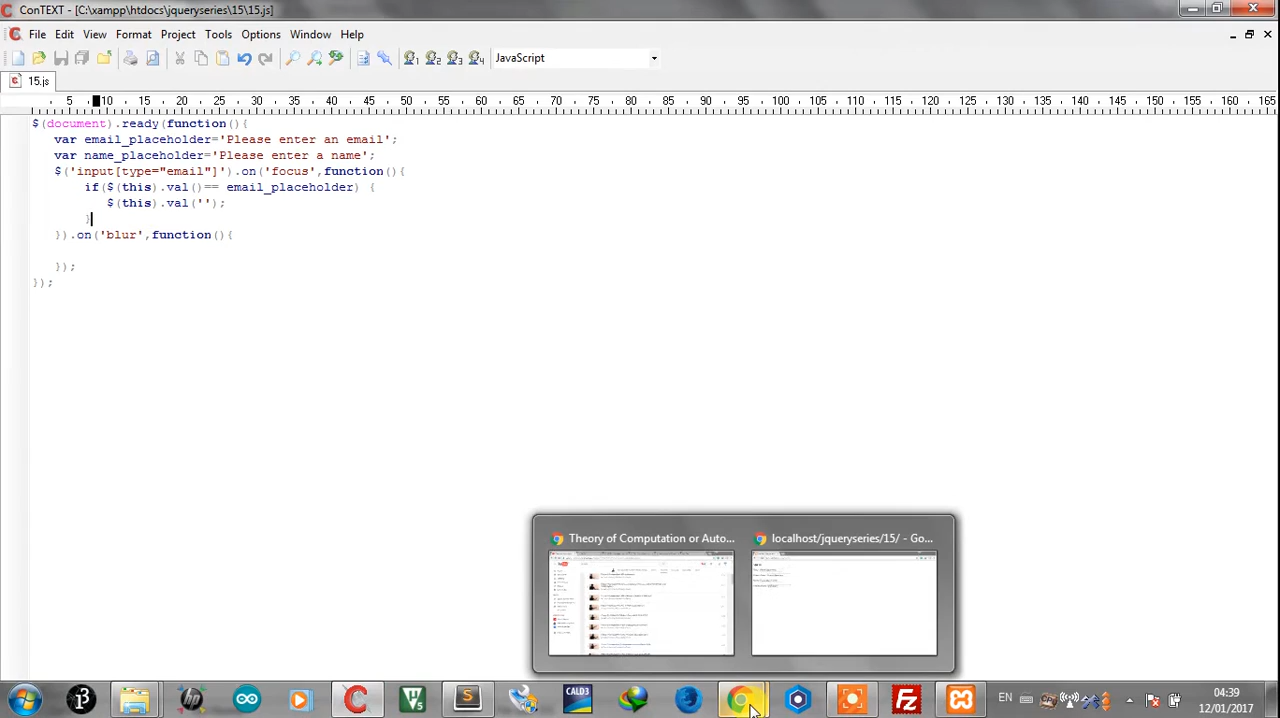 ConTEXT - [C:\xampp\htdocs\jqueryseries\15\15.js]
File Edit View Format Project Tools Options Window Help
1 2 3 4 JavaScript
15.js
5 10 15 20 25 30 35 40 45 50 55 60 65 70 75 80 85 90 95 100 105 110 115 120 125 130 135 140 145 150 155 160 165
$(document).ready(function(){
var email_placeholder='Please enter an email';
var name_placeholder='Please enter a name';
$('input[type="email"]').on('focus',function(){
if($(this).val()== email_placeholder) {
$(this).val('');
}
}).on('blur',function(){
});
});
Theory of Computation or Auto... localhost/jqueryseries/15/ - Go...
CALD3
EN
04:39
12/01/2017